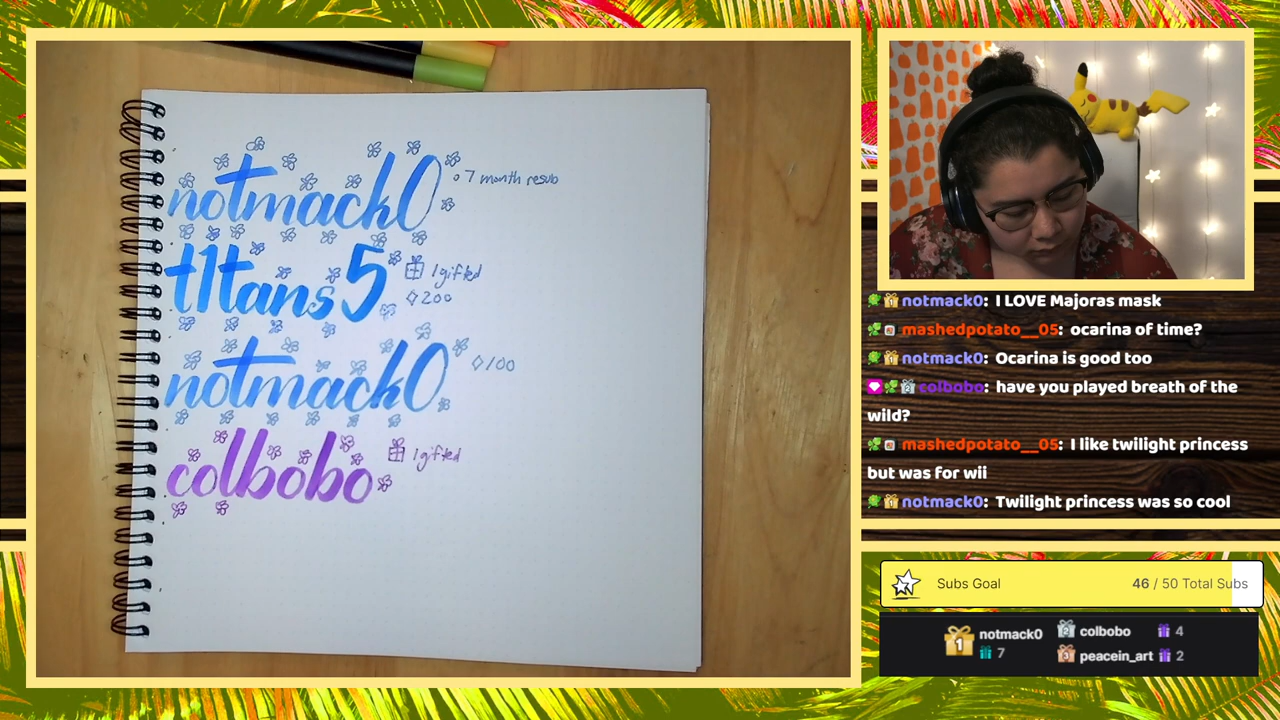 notmack0
7 month resub
t1tans5
1 gifted
200
notmack0
100
colbobo
1 gifted
notmack0: I LOVE Majoras mask
mashedpotato__05: ocarina of time?
notmack0: Ocarina is good too
colbobo: have you played breath of the
wild?
mashedpotato__05: I like twilight princess
but was for wii
notmack0: Twilight princess was so cool
Subs Goal 46 / 50 Total Subs
1 notmack0
7
2 colbobo 4
3 peacein_art 2